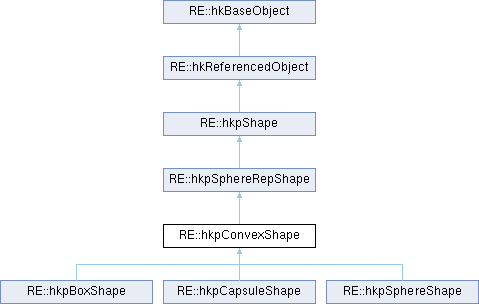 RE::hkBaseObject
RE::hkReferencedObject
RE::hkpShape
RE::hkpSphereRepShape
RE::hkpConvexShape
RE::hkpBoxShape
RE::hkpCapsuleShape
RE::hkpSphereShape